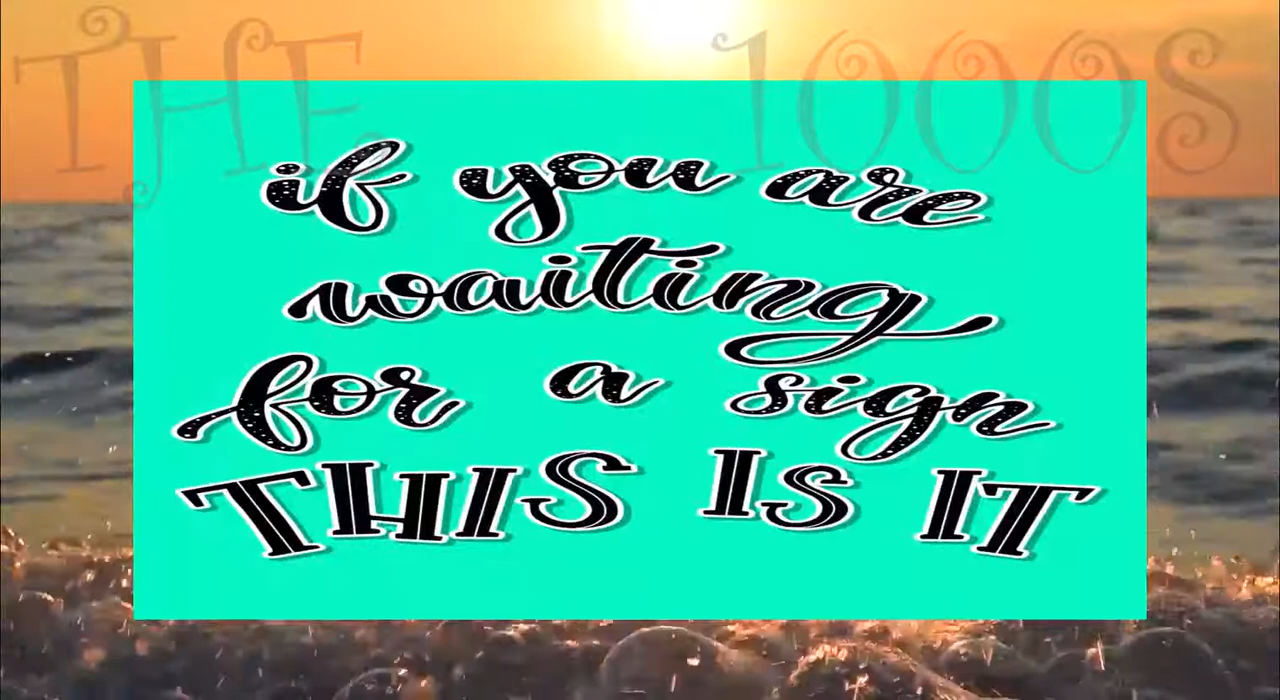 THE 1000S
if you are
waiting
for a sign
THIS IS IT